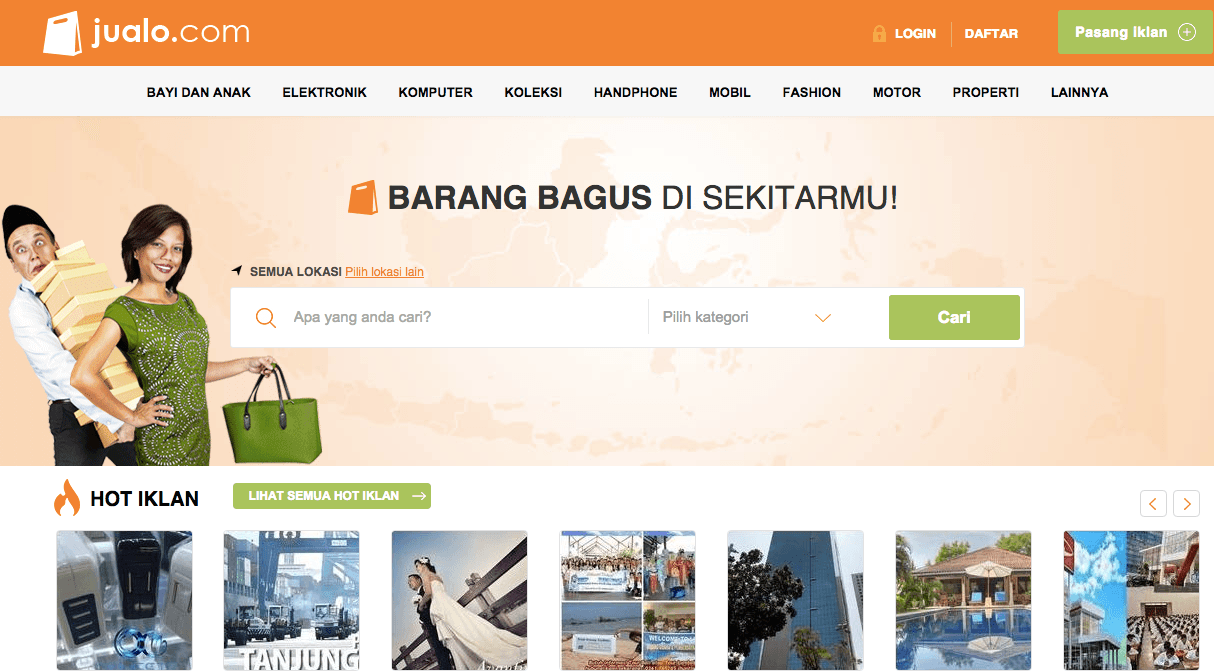 jualo.com
LOGIN
DAFTAR
Pasang Iklan
BAYI DAN ANAK
ELEKTRONIK
KOMPUTER
KOLEKSI
HANDPHONE
MOBIL
FASHION
MOTOR
PROPERTI
LAINNYA
BARANG BAGUS DI SEKITARMU!
SEMUA LOKASI Pilih lokasi lain
Apa yang anda cari?
Pilih kategori
Cari
HOT IKLAN
LIHAT SEMUA HOT IKLAN
TANJUNG
WELCOME TO